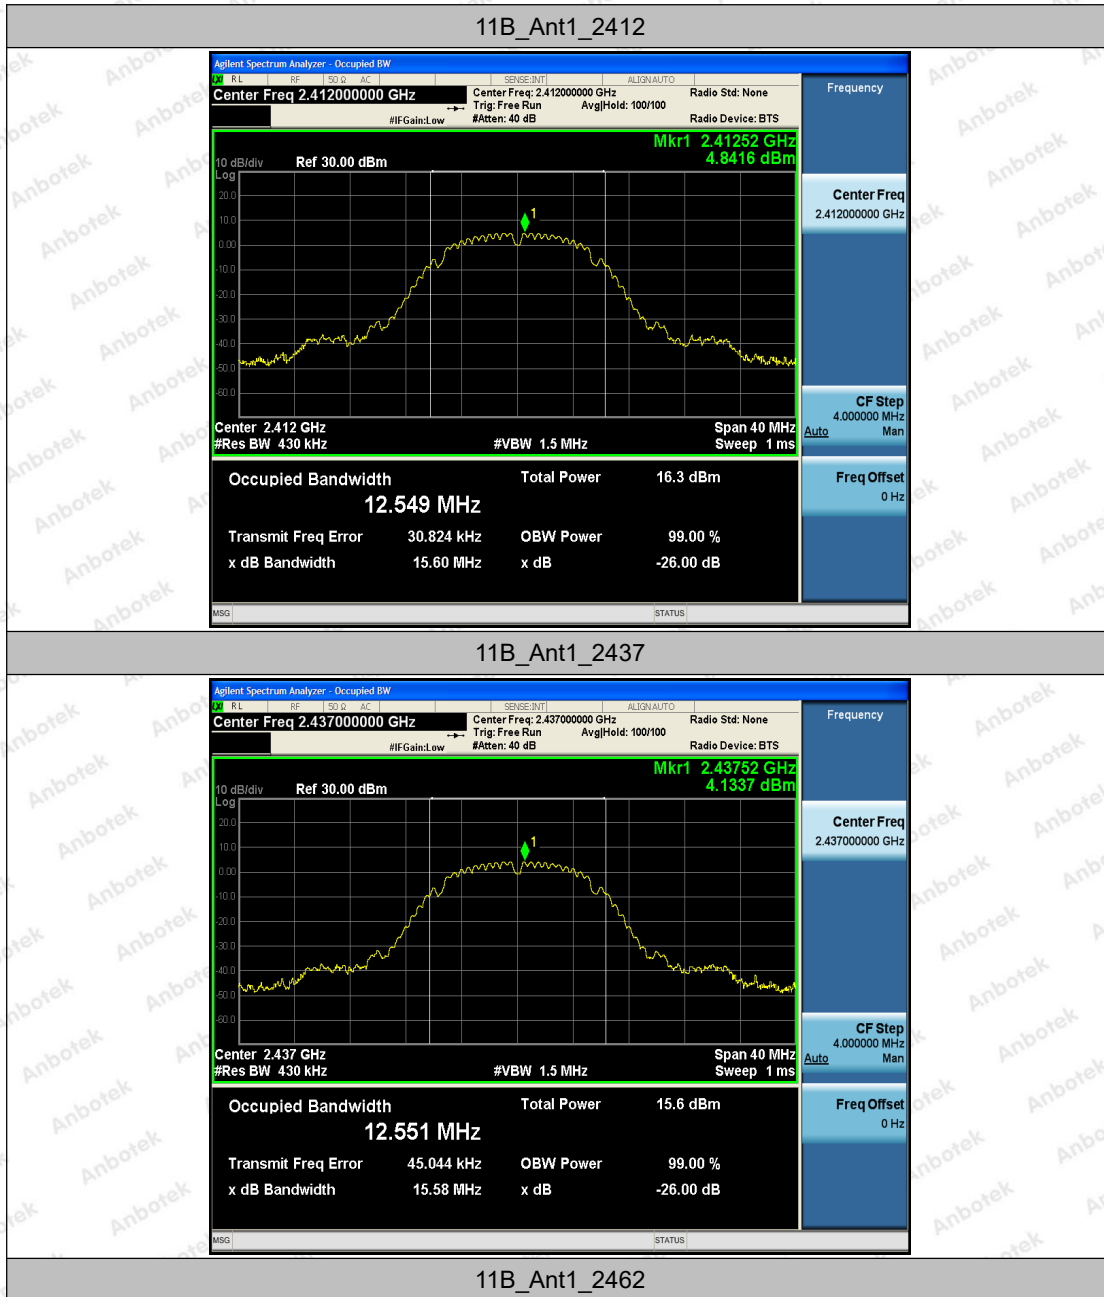 11B_Ant1_2412
Agilent Spectrum Analyzer - Occupied BW
LXI RL RF 50 Ω AC SENSE:INT ALIGNAUTO
Center Freq 2.412000000 GHz
Center Freq: 2.412000000 GHz Radio Std: None
Trig: Free Run Avg|Hold: 100/100
#IFGain:Low #Atten: 40 dB Radio Device: BTS
Frequency
Mkr1 2.41252 GHz
4.8416 dBm
10 dB/div Ref 30.00 dBm
Log
20.0
10.0
0.00
-10.0
-20.0
-30.0
-40.0
-50.0
-60.0
1
Center 2.412 GHz Span 40 MHz
#Res BW 430 kHz #VBW 1.5 MHz Sweep 1 ms
Center Freq
2.412000000 GHz
CF Step
4.000000 MHz
Auto Man
Freq Offset
0 Hz
Occupied Bandwidth Total Power 16.3 dBm
12.549 MHz
Transmit Freq Error 30.824 kHz OBW Power 99.00 %
x dB Bandwidth 15.60 MHz x dB -26.00 dB
MSG STATUS
11B_Ant1_2437
Agilent Spectrum Analyzer - Occupied BW
LXI RL RF 50 Ω AC SENSE:INT ALIGNAUTO
Center Freq 2.437000000 GHz
Center Freq: 2.437000000 GHz Radio Std: None
Trig: Free Run Avg|Hold: 100/100
#IFGain:Low #Atten: 40 dB Radio Device: BTS
Frequency
Mkr1 2.43752 GHz
4.1337 dBm
10 dB/div Ref 30.00 dBm
Log
20.0
10.0
0.00
-10.0
-20.0
-30.0
-40.0
-50.0
-60.0
1
Center 2.437 GHz Span 40 MHz
#Res BW 430 kHz #VBW 1.5 MHz Sweep 1 ms
Center Freq
2.437000000 GHz
CF Step
4.000000 MHz
Auto Man
Freq Offset
0 Hz
Occupied Bandwidth Total Power 15.6 dBm
12.551 MHz
Transmit Freq Error 45.044 kHz OBW Power 99.00 %
x dB Bandwidth 15.58 MHz x dB -26.00 dB
MSG STATUS
11B_Ant1_2462
Anbotek